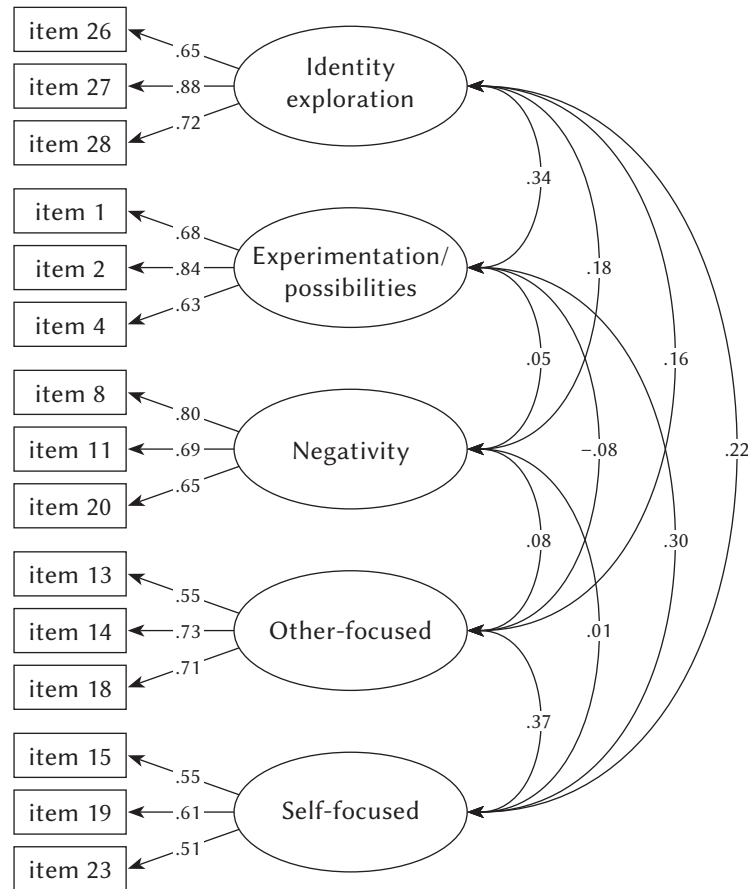 item 26
.65
Identity
exploration
item 27
.88
item 28
.72
.34
item 1
.68
.18
Experimentation/
possibilities
item 2
.84
item 4
.63
.05
.16
item 8
.80
Negativity
item 11
.69
–.08
.22
item 20
.65
.08
.30
item 13
.55
Other-focused
item 14
.73
.01
item 18
.71
.37
item 15
.55
Self-focused
item 19
.61
item 23
.51